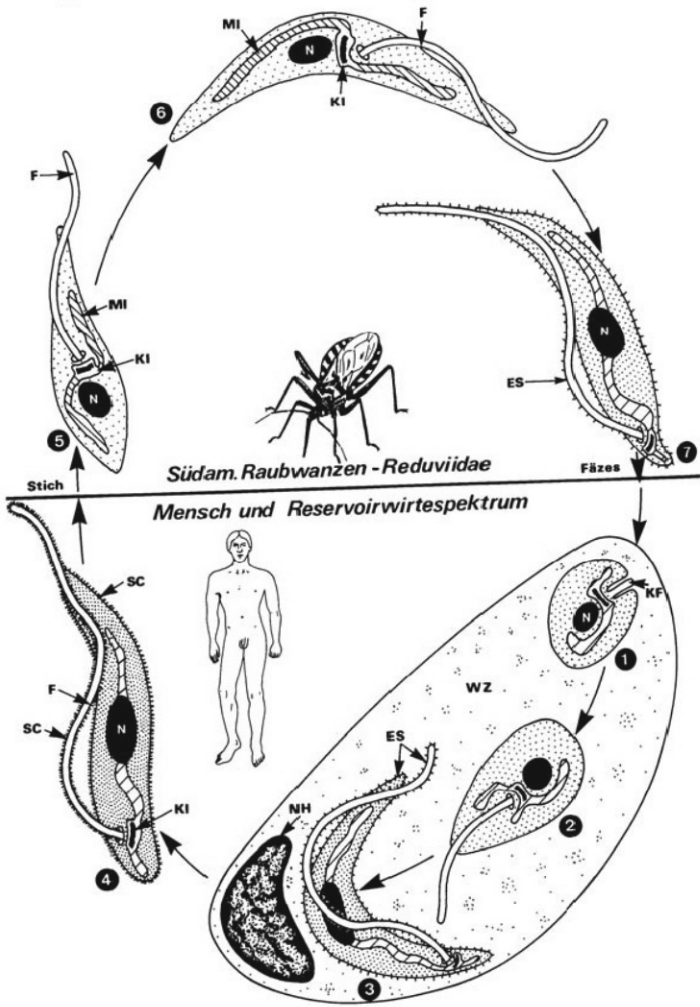 MI
F
N
KI
6
F
MI
KI
N
5
N
ES
7
Südam. Raubwanzen - Reduviidae
Stich
Fäzes
Mensch und Reservoirwirtespektrum
SC
F
SC
N
KI
4
KF
N
1
WZ
2
ES
NH
3